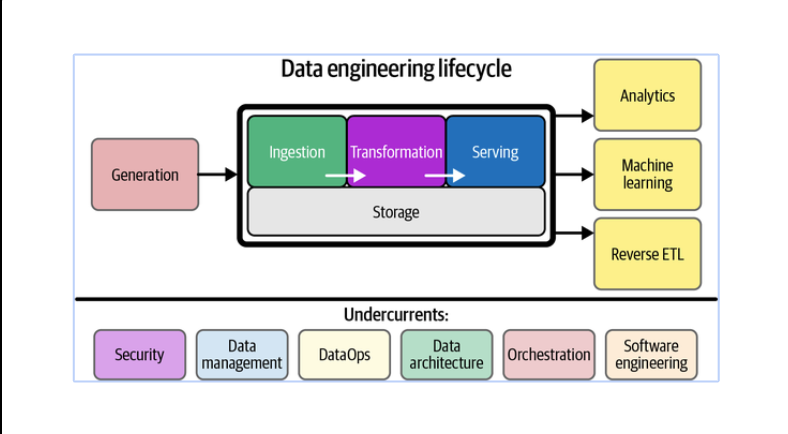 Data engineering lifecycle
Generation
Ingestion
Transformation
Serving
Storage
Analytics
Machine
learning
Reverse ETL
Undercurrents:
Security
Data
management
DataOps
Data
architecture
Orchestration
Software
engineering